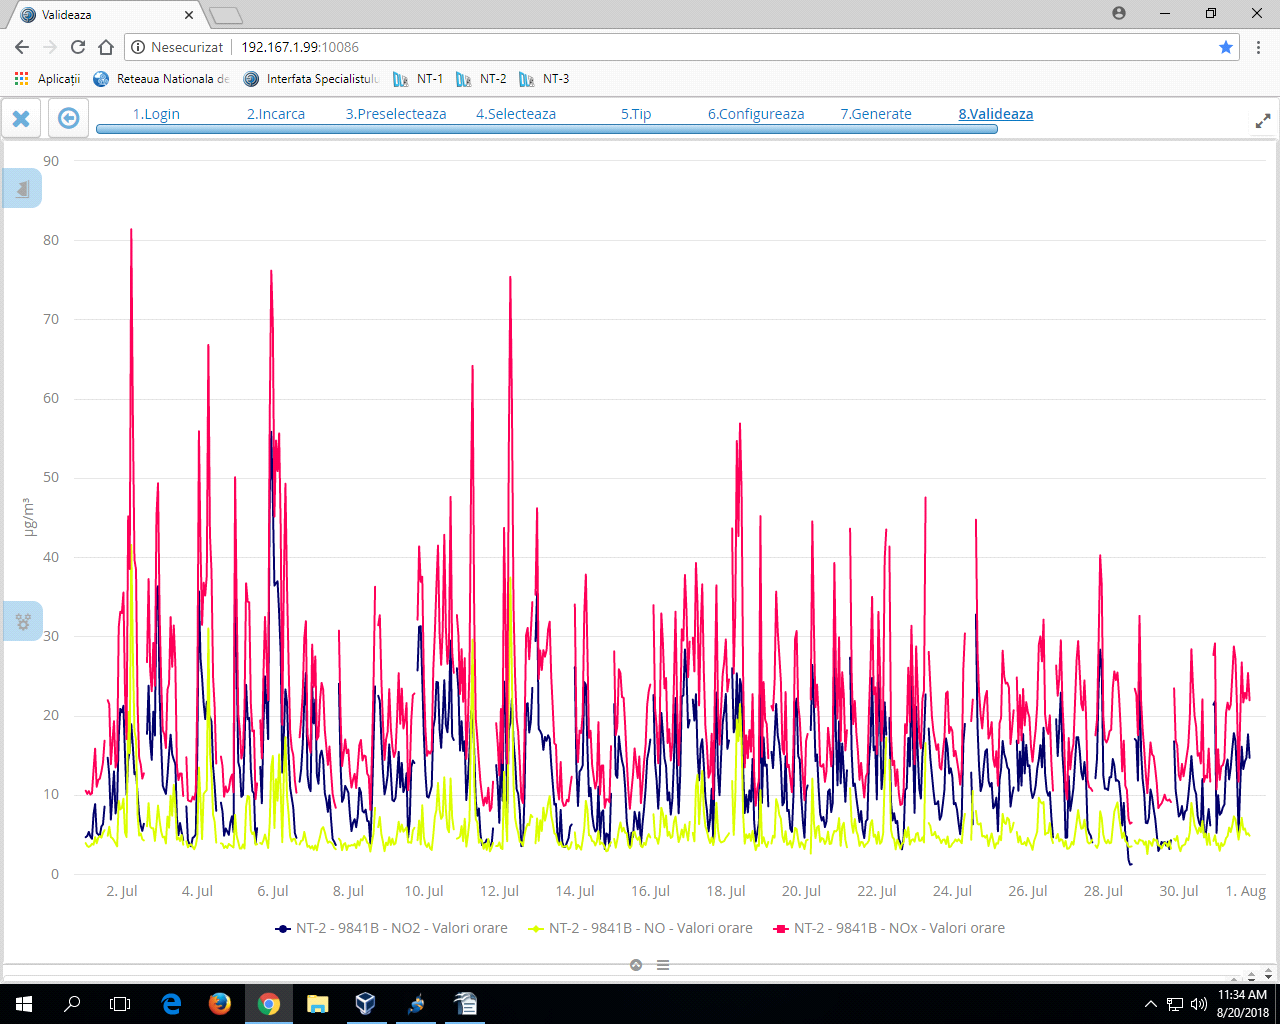 Valideaza
Nesecurizat 192.167.1.99:10086
Aplicații Reteaua Nationala de Interfata Specialistulu NT-1 NT-2 NT-3
1.Login 2.Incarca 3.Preselecteaza 4.Selecteaza 5.Tip 6.Configureaza 7.Generate 8.Valideaza
90
80
70
60
50
40
30
20
10
0
µg/m³
2. Jul 4. Jul 6. Jul 8. Jul 10. Jul 12. Jul 14. Jul 16. Jul 18. Jul 20. Jul 22. Jul 24. Jul 26. Jul 28. Jul 30. Jul 1. Aug
NT-2 - 9841B - NO2 - Valori orare NT-2 - 9841B - NO - Valori orare NT-2 - 9841B - NOx - Valori orare
11:34 AM
8/20/2018